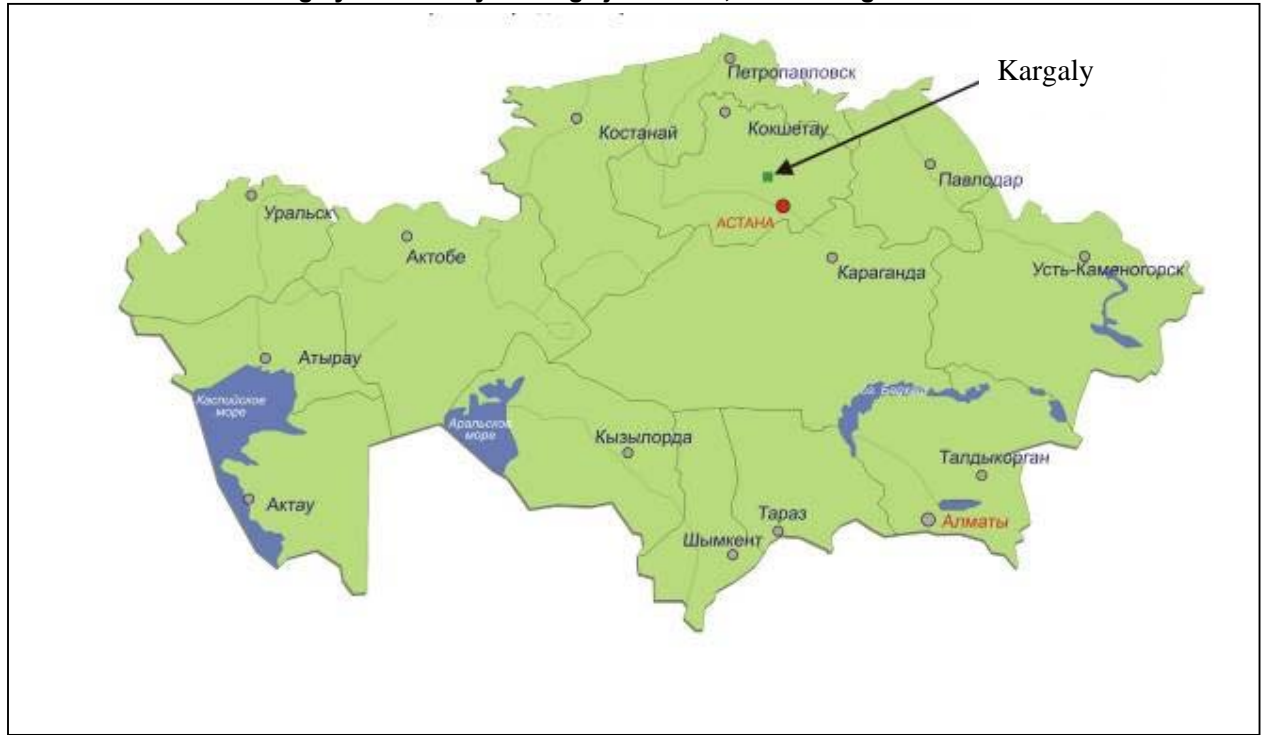 Kargaly
Петропавловск
Костанай
Кокшетау
Павлодар
Уральск
АСТАНА
Актобе
Караганда
Усть-Каменогорск
Атырау
Каспийское
море
Аральское
море
Кызылорда
Талдыкорган
Актау
Тараз
Алматы
Шымкент